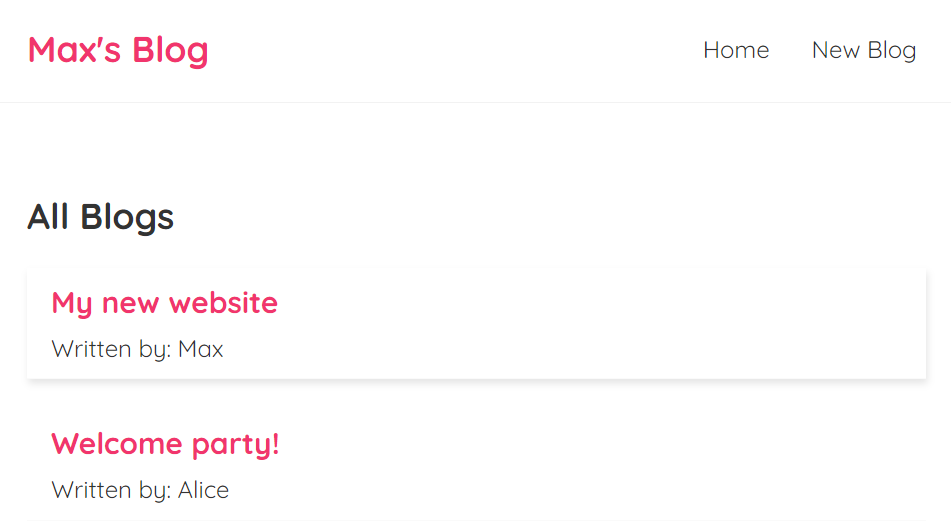 Max's Blog
Home New Blog
All Blogs
My new website
Written by: Max
Welcome party!
Written by: Alice